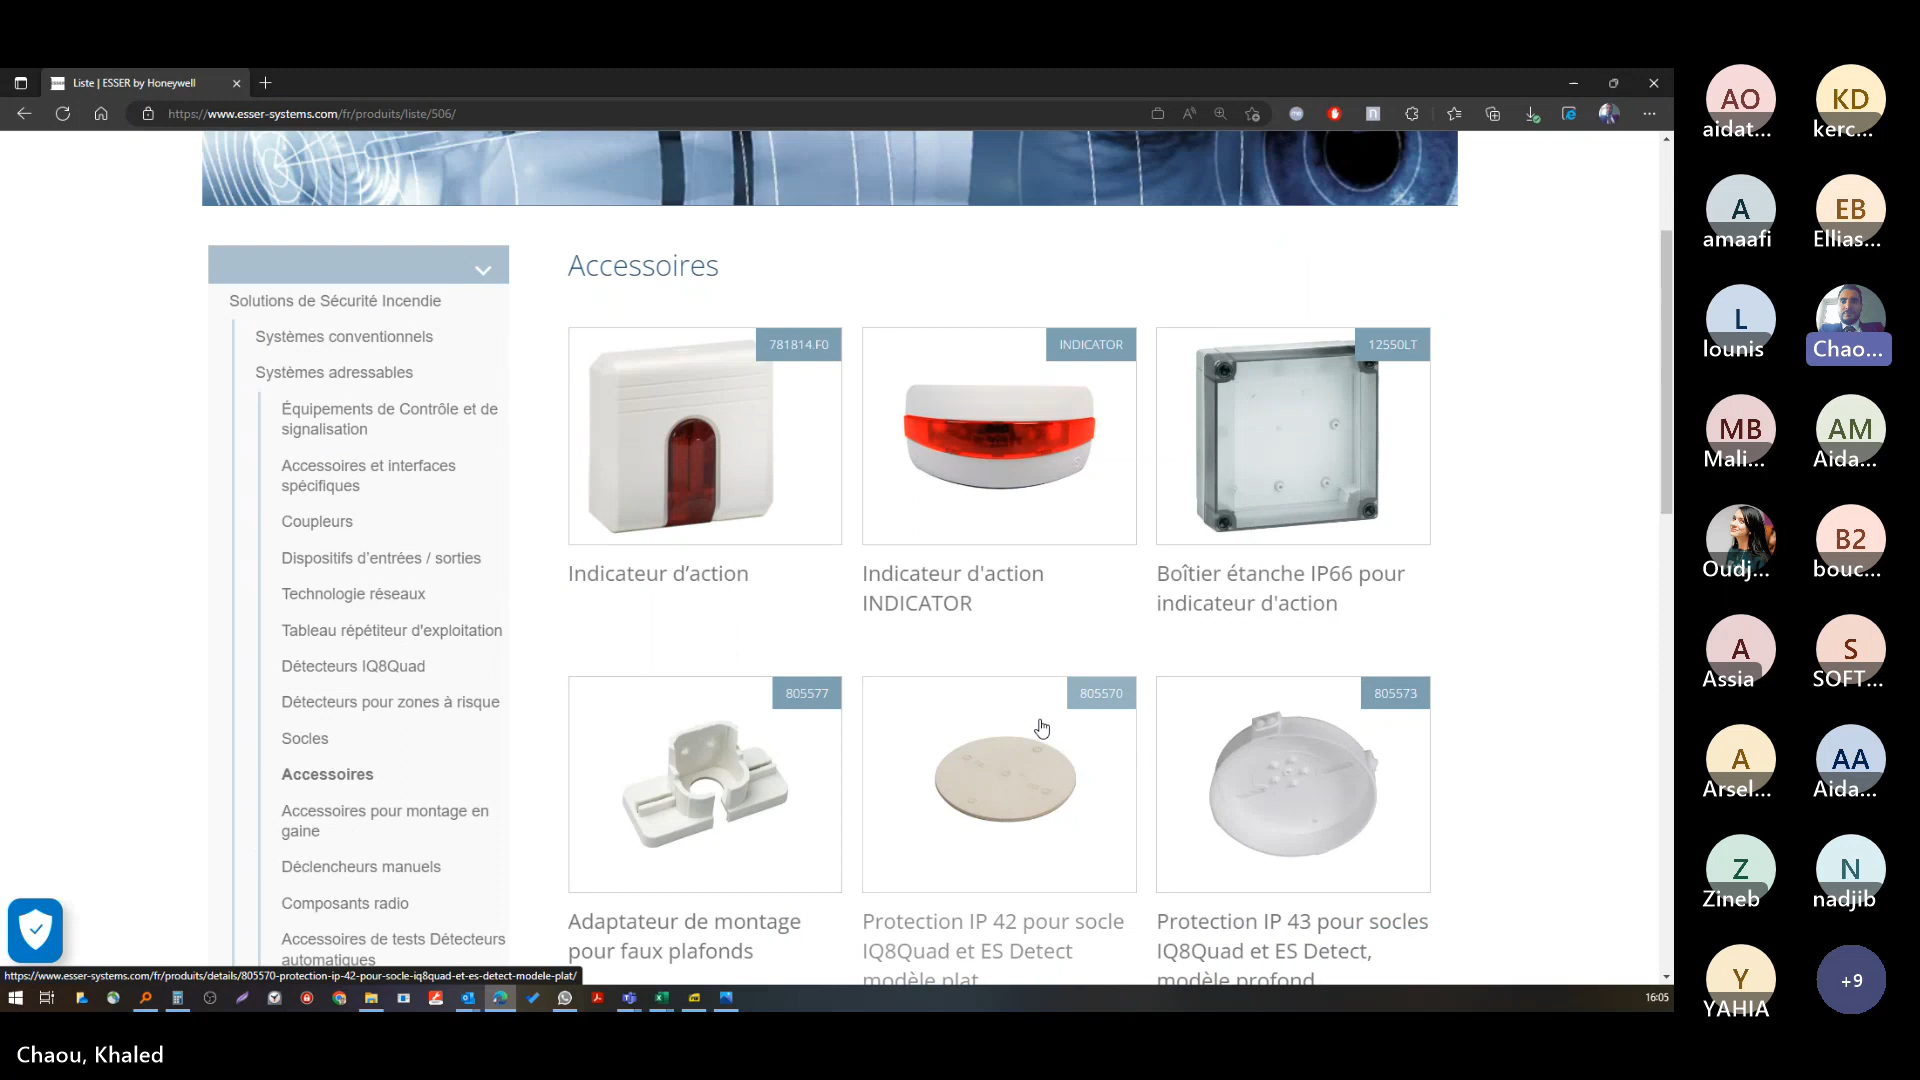 Liste | ESSER by Honeywell
https://www.esser-systems.com/fr/produits/liste/506/
Solutions de Sécurité Incendie
Systèmes conventionnels
Systèmes adressables
Équipements de Contrôle et de
signalisation
Accessoires et interfaces
spécifiques
Coupleurs
Dispositifs d’entrées / sorties
Technologie réseaux
Tableau répétiteur d'exploitation
Détecteurs IQ8Quad
Détecteurs pour zones à risque
Socles
Accessoires
Accessoires pour montage en
gaine
Déclencheurs manuels
Composants radio
Accessoires de tests Détecteurs
automatiques
Accessoires
781814.F0
Indicateur d’action
INDICATOR
Indicateur d'action
INDICATOR
12550LT
Boîtier étanche IP66 pour
indicateur d'action
805577
Adaptateur de montage
pour faux plafonds
805570
Protection IP 42 pour socle
IQ8Quad et ES Detect
modèle plat
805573
Protection IP 43 pour socles
IQ8Quad et ES Detect,
modèle profond
https://www.esser-systems.com/fr/produits/details/805570-protection-ip-42-pour-socle-iq8quad-et-es-detect-modele-plat/
16:05
AO
aidat...
KD
kerc...
A
amaafi
EB
Ellias...
L
lounis
Chao...
MB
Mali...
AM
Aida...
Oudj...
B2
bouc...
A
Assia
S
SOFT...
A
Arsel...
AA
Aida...
Z
Zineb
N
nadjib
Y
YAHIA
+9
Chaou, Khaled